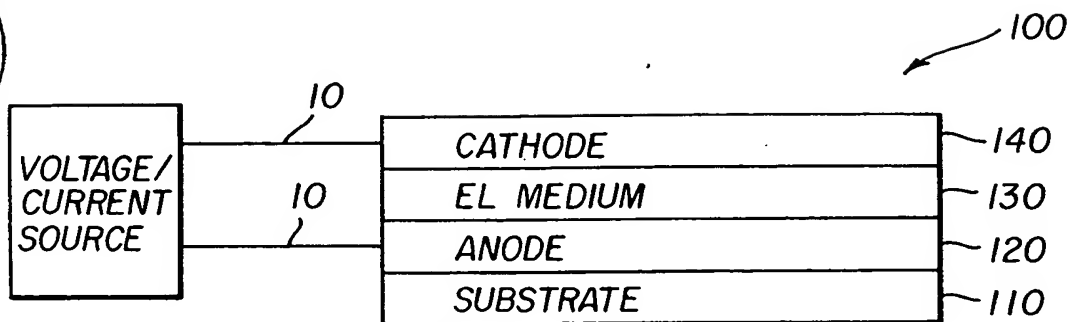 100
10
CATHODE
140
VOLTAGE/
CURRENT
SOURCE
EL MEDIUM
130
10
ANODE
120
SUBSTRATE
110